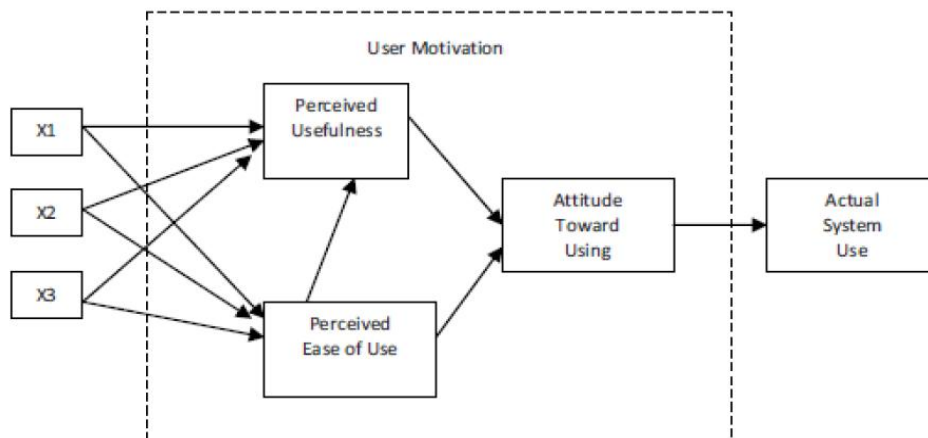 User Motivation
X1
X2
X3
Perceived
Usefulness
Perceived
Ease of Use
Attitude
Toward
Using
Actual
System
Use